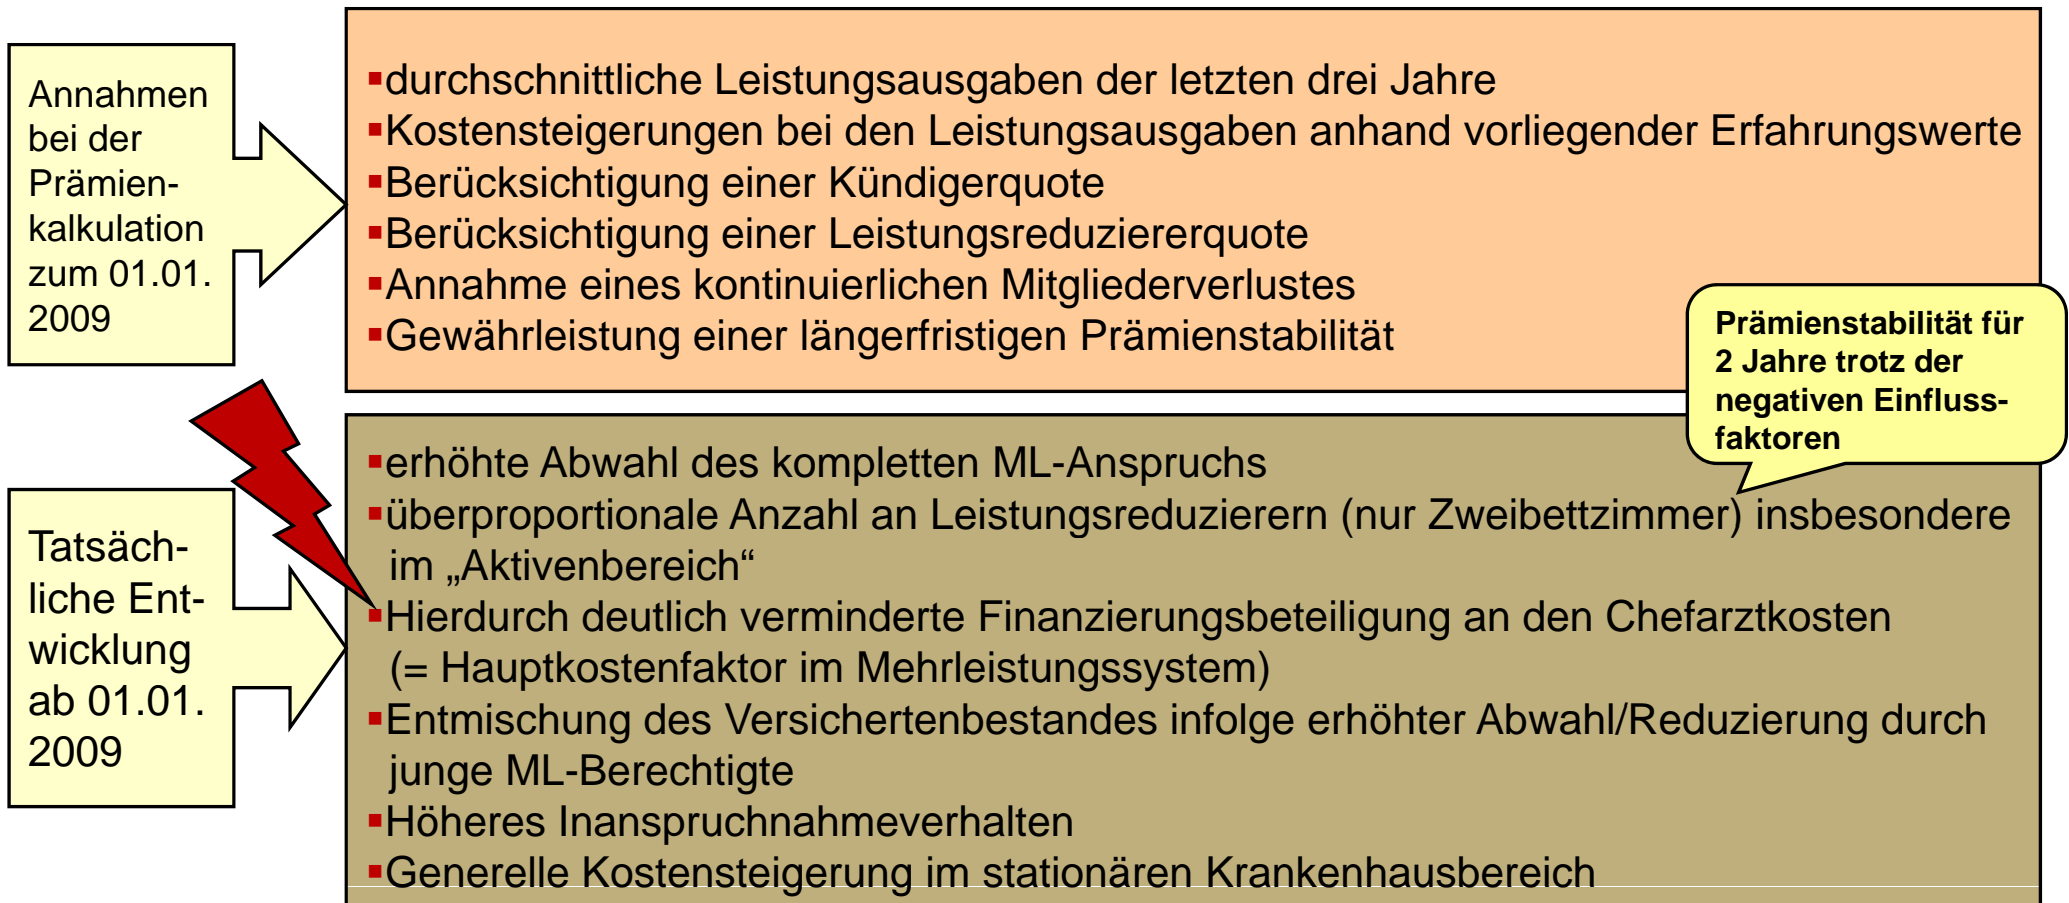 Annahmen
bei der
Prämien-
kalkulation
zum 01.01.
2009
▪durchschnittliche Leistungsausgaben der letzten drei Jahre
▪Kostensteigerungen bei den Leistungsausgaben anhand vorliegender Erfahrungswerte
▪Berücksichtigung einer Kündigerquote
▪Berücksichtigung einer Leistungsreduziererquote
▪Annahme eines kontinuierlichen Mitgliederverlustes
▪Gewährleistung einer längerfristigen Prämienstabilität
Prämienstabilität für
2 Jahre trotz der
negativen Einfluss-
faktoren
Tatsäch-
liche Ent-
wicklung
ab 01.01.
2009
▪erhöhte Abwahl des kompletten ML-Anspruchs
▪überproportionale Anzahl an Leistungsreduzierern (nur Zweibettzimmer) insbesondere
im „Aktivenbereich“
▪Hierdurch deutlich verminderte Finanzierungsbeteiligung an den Chefarztkosten
(= Hauptkostenfaktor im Mehrleistungssystem)
▪Entmischung des Versichertenbestandes infolge erhöhter Abwahl/Reduzierung durch
junge ML-Berechtigte
▪Höheres Inanspruchnahmeverhalten
▪Generelle Kostensteigerung im stationären Krankenhausbereich